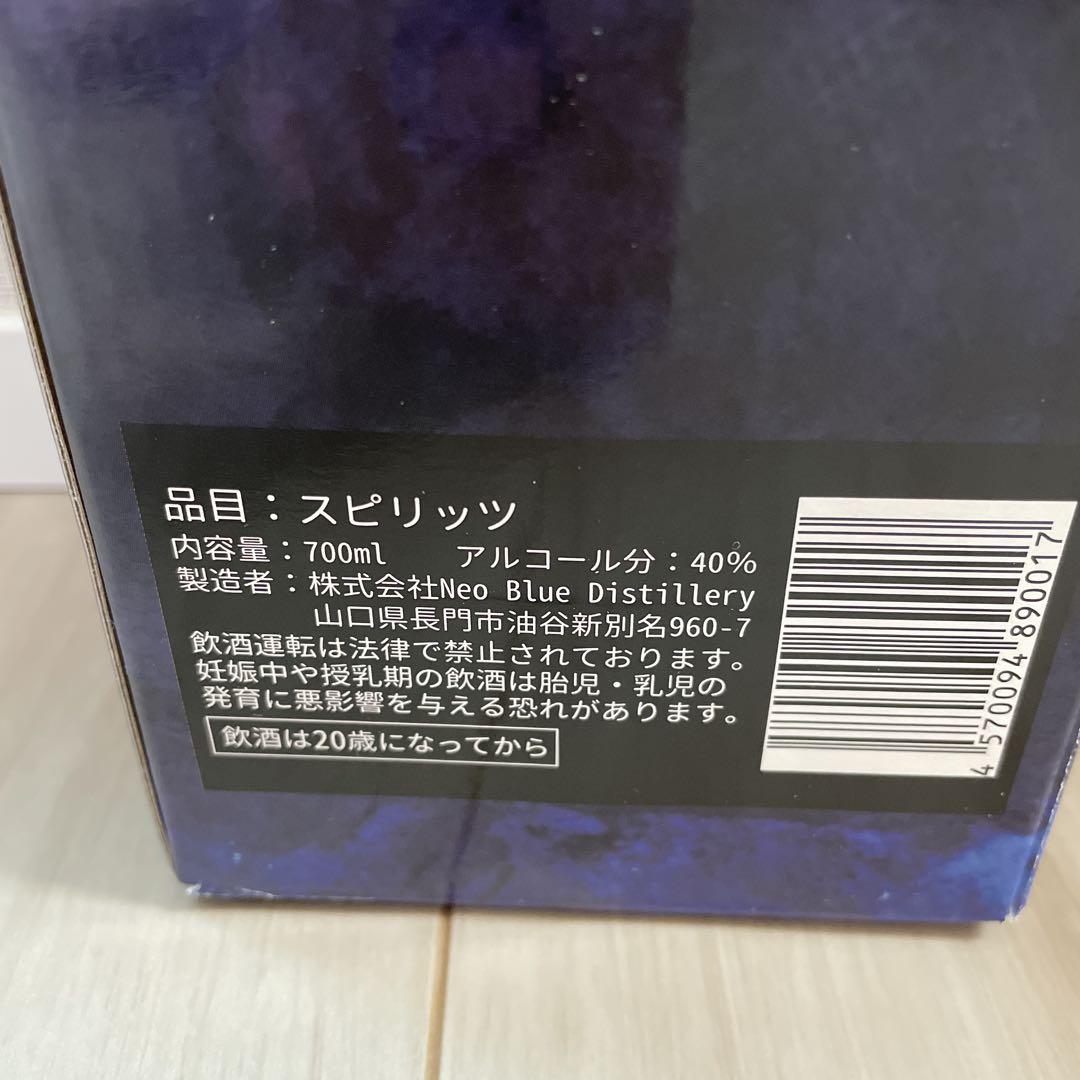 品目：スピリッツ
内容量：700ml　アルコール分：40%
製造者：株式会社Neo Blue Distillery
山口県長門市油谷新別名960-7
飲酒運転は法律で禁止されております。
妊娠中や授乳期の飲酒は胎児・乳児の
発育に悪影響を与える恐れがあります。
飲酒は20歳になってから
4 570094 890017